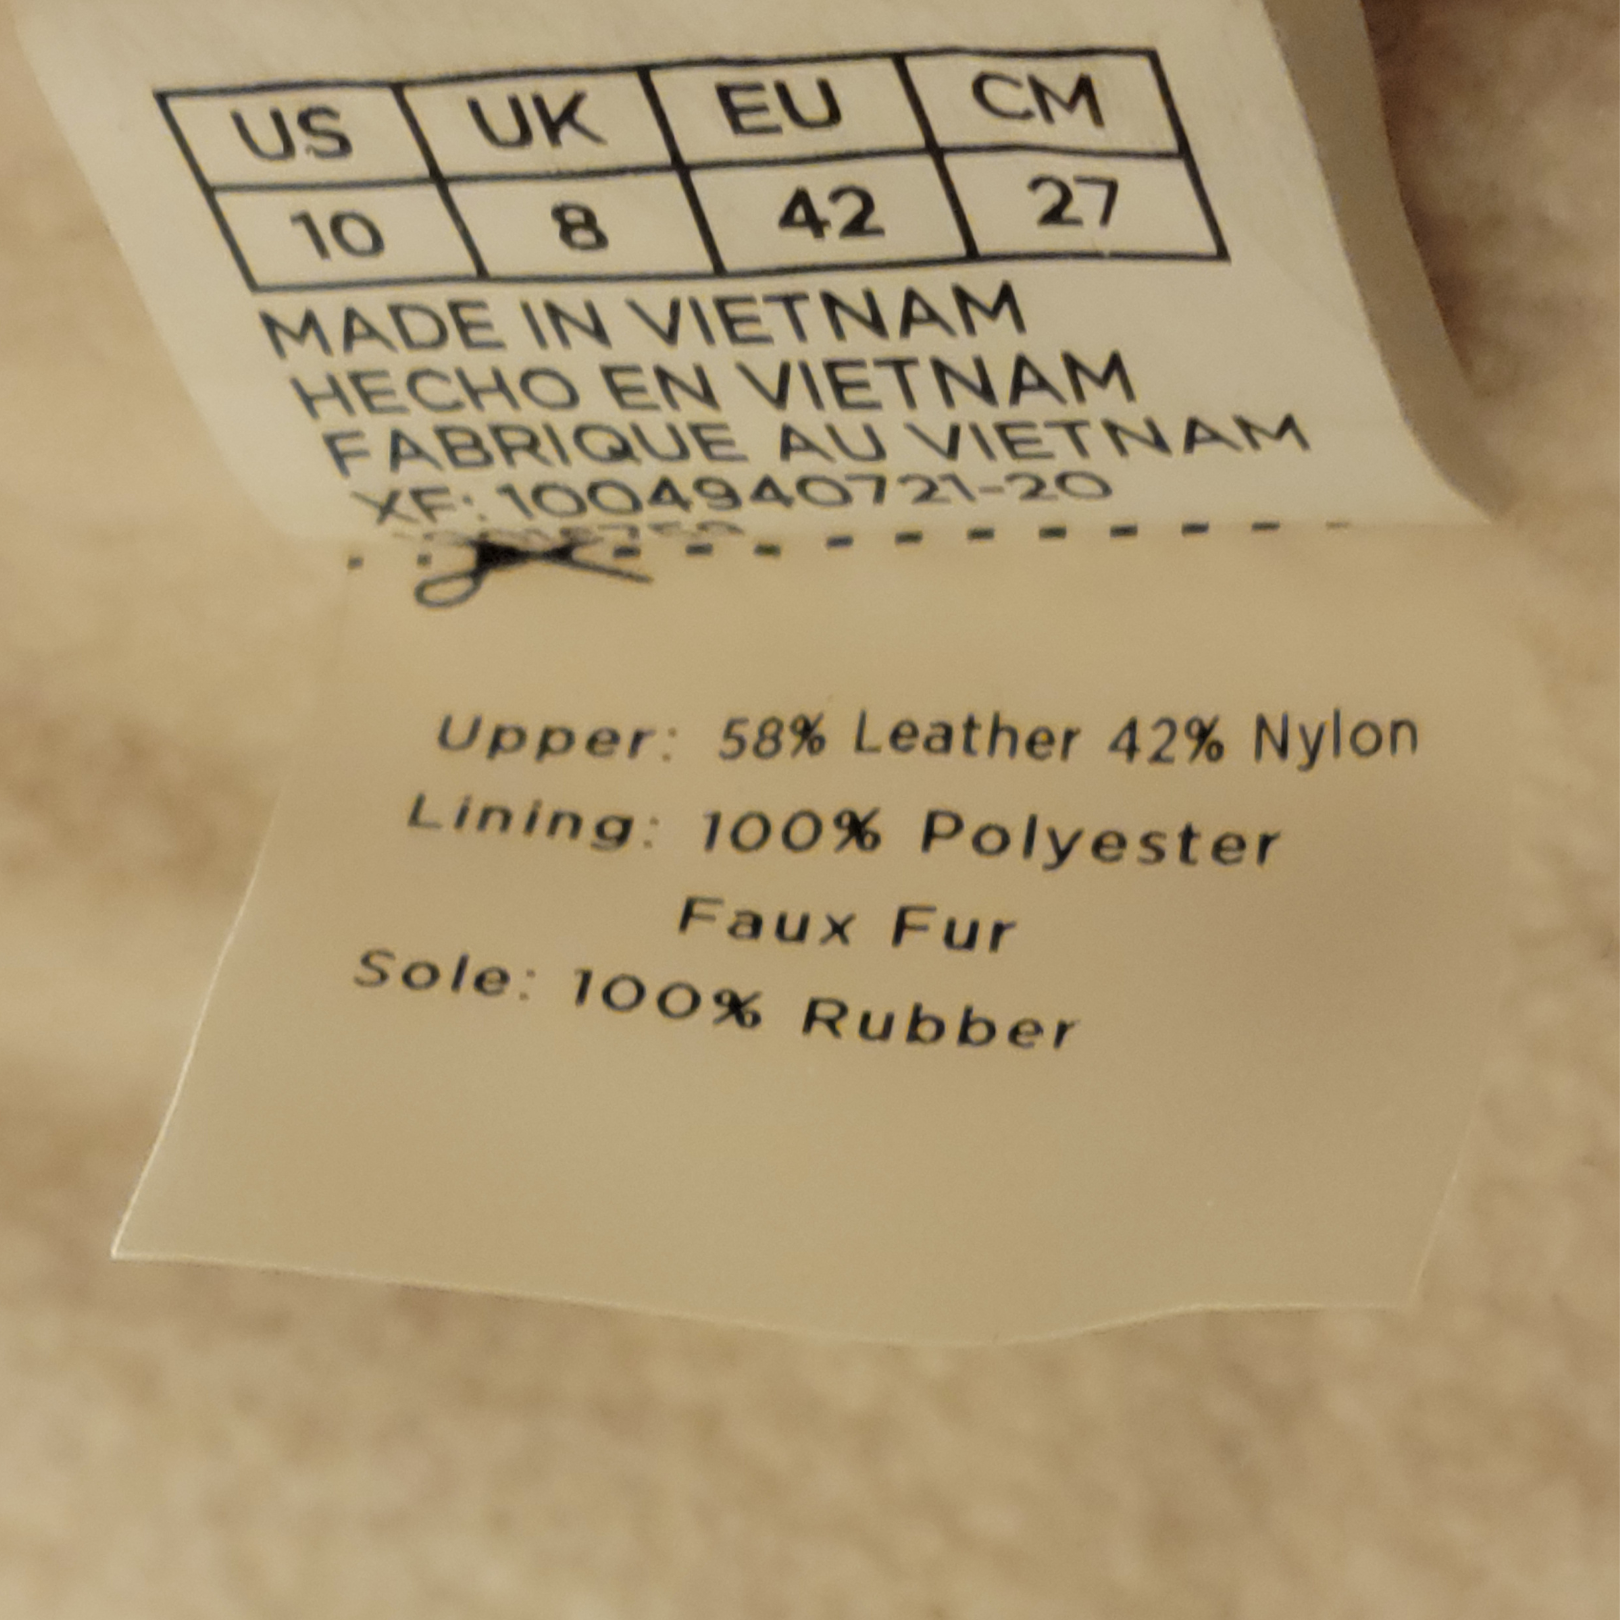 US UK EU CM
10 8 42 27
MADE IN VIETNAM
HECHO EN VIETNAM
FABRIQUE AU VIETNAM
XF: 1004940721-20
Upper: 58% Leather 42% Nylon
Lining: 100% Polyester
Faux Fur
Sole: 100% Rubber